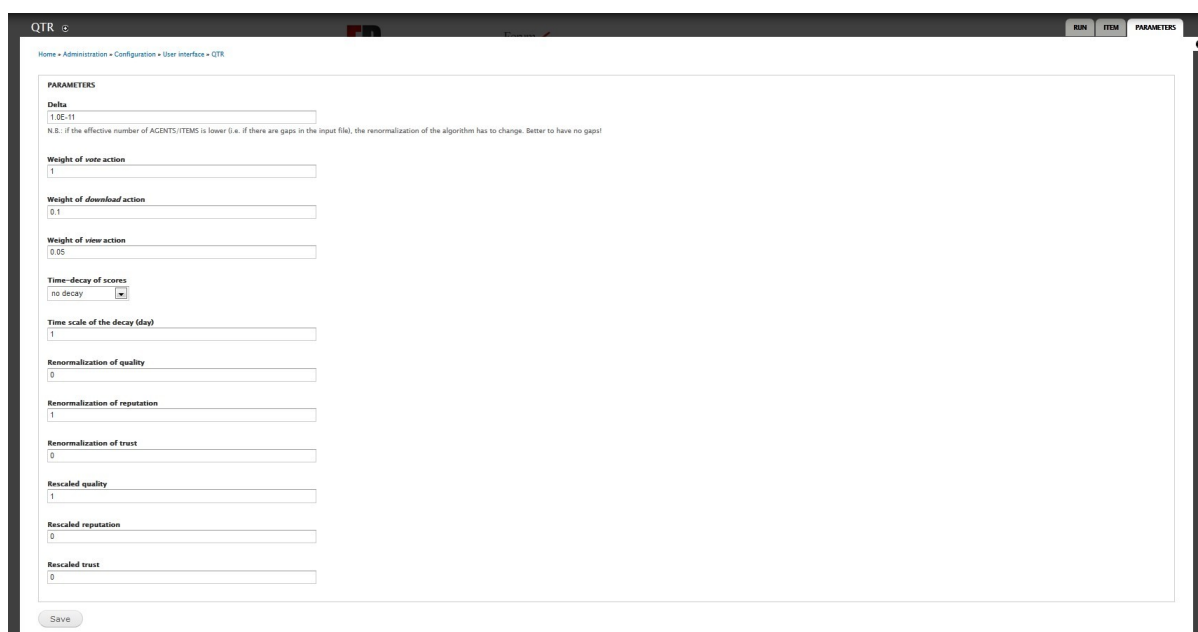 QTR
RUN ITEM PARAMETERS
Home » Administration » Configuration » User interface » QTR
PARAMETERS
Delta
1.0E-11
N.B.: if the effective number of AGENTS/ITEMS is lower (i.e. if there are gaps in the input file), the renormalization of the algorithm has to change. Better to have no gaps!
Weight of vote action
1
Weight of download action
0.1
Weight of view action
0.05
Time-decay of scores
no decay
Time scale of the decay (day)
1
Renormalization of quality
0
Renormalization of reputation
1
Renormalization of trust
0
Rescaled quality
1
Rescaled reputation
0
Rescaled trust
0
Save